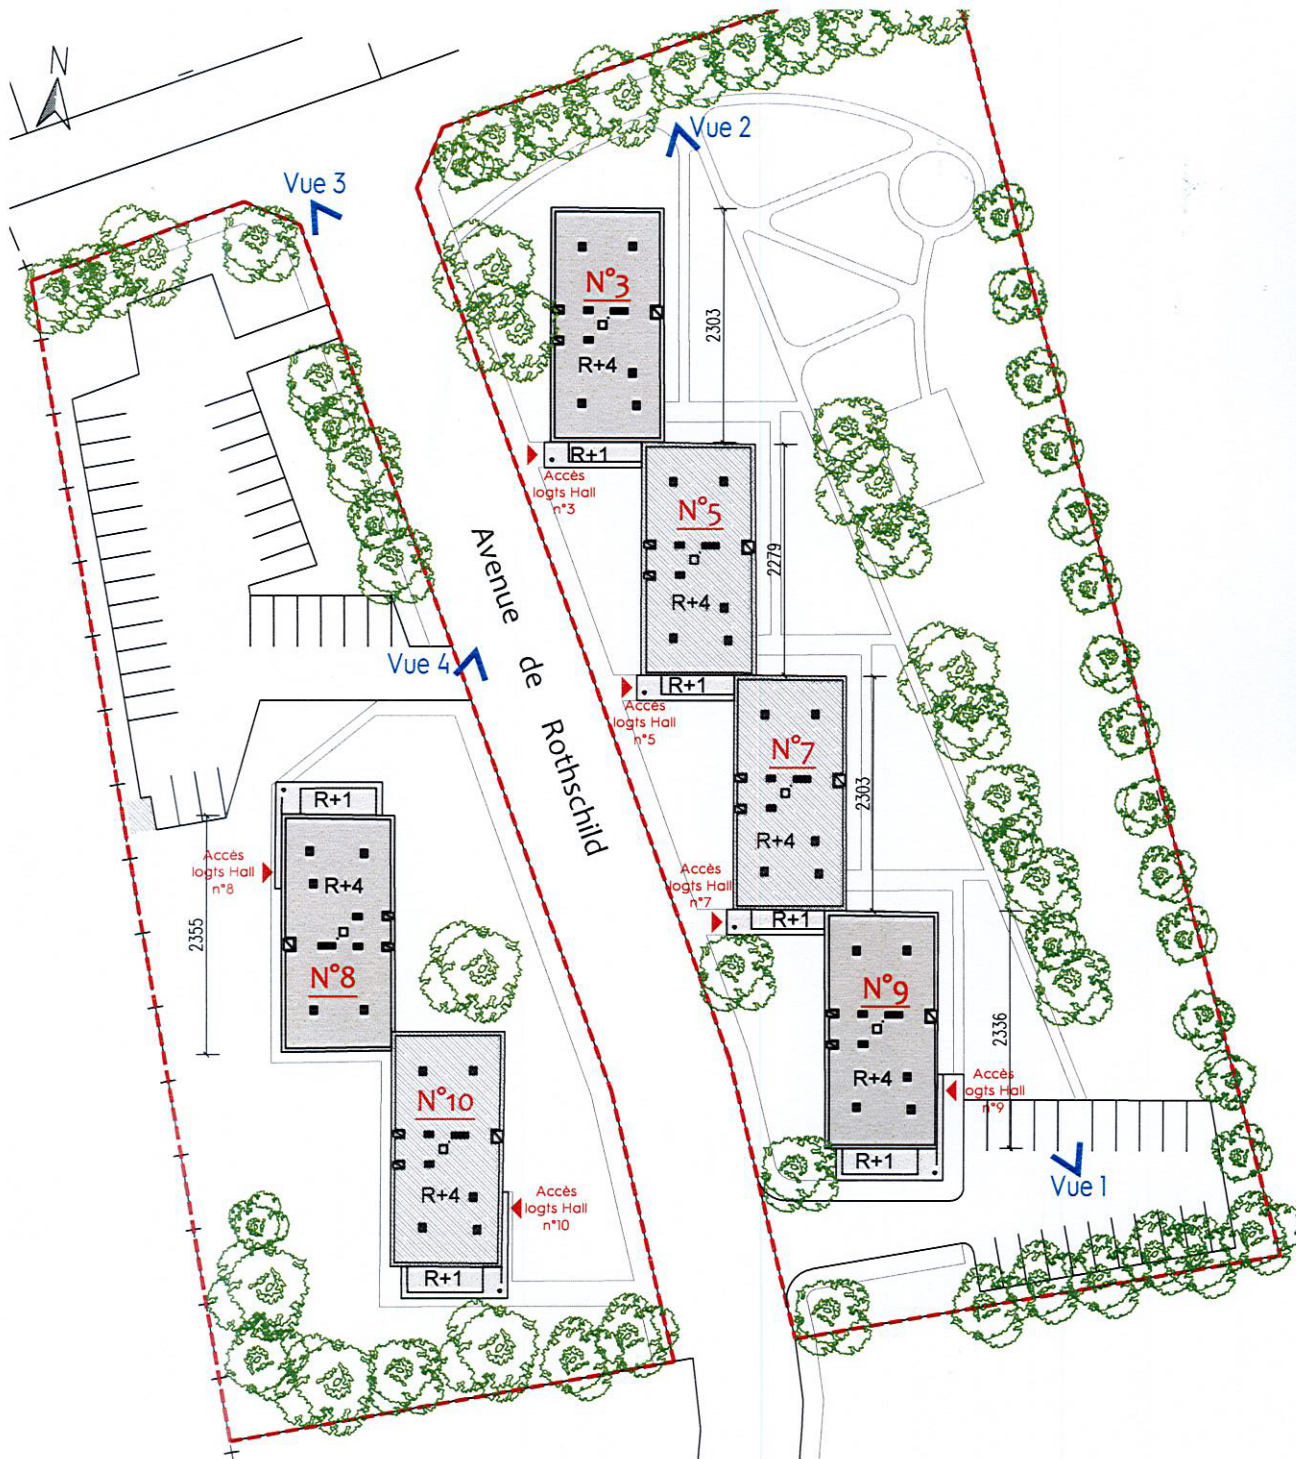 N
Vue 2
Vue 3
N°3
R+4
2303
R+1
Accès
logts Hall
n°3
N°5
R+4
2279
Avenue de Rothschild
Vue 4
R+1
Accès
logts Hall
n°5
N°7
R+4
2303
R+1
Accès
logts Hall
n°8
R+4
2355
N°8
Accès
logts Hall
n°7
R+1
N°9
R+4
2336
Accès
logts Hall
n°9
R+1
Vue 1
N°10
R+4
Accès
logts Hall
n°10
R+1